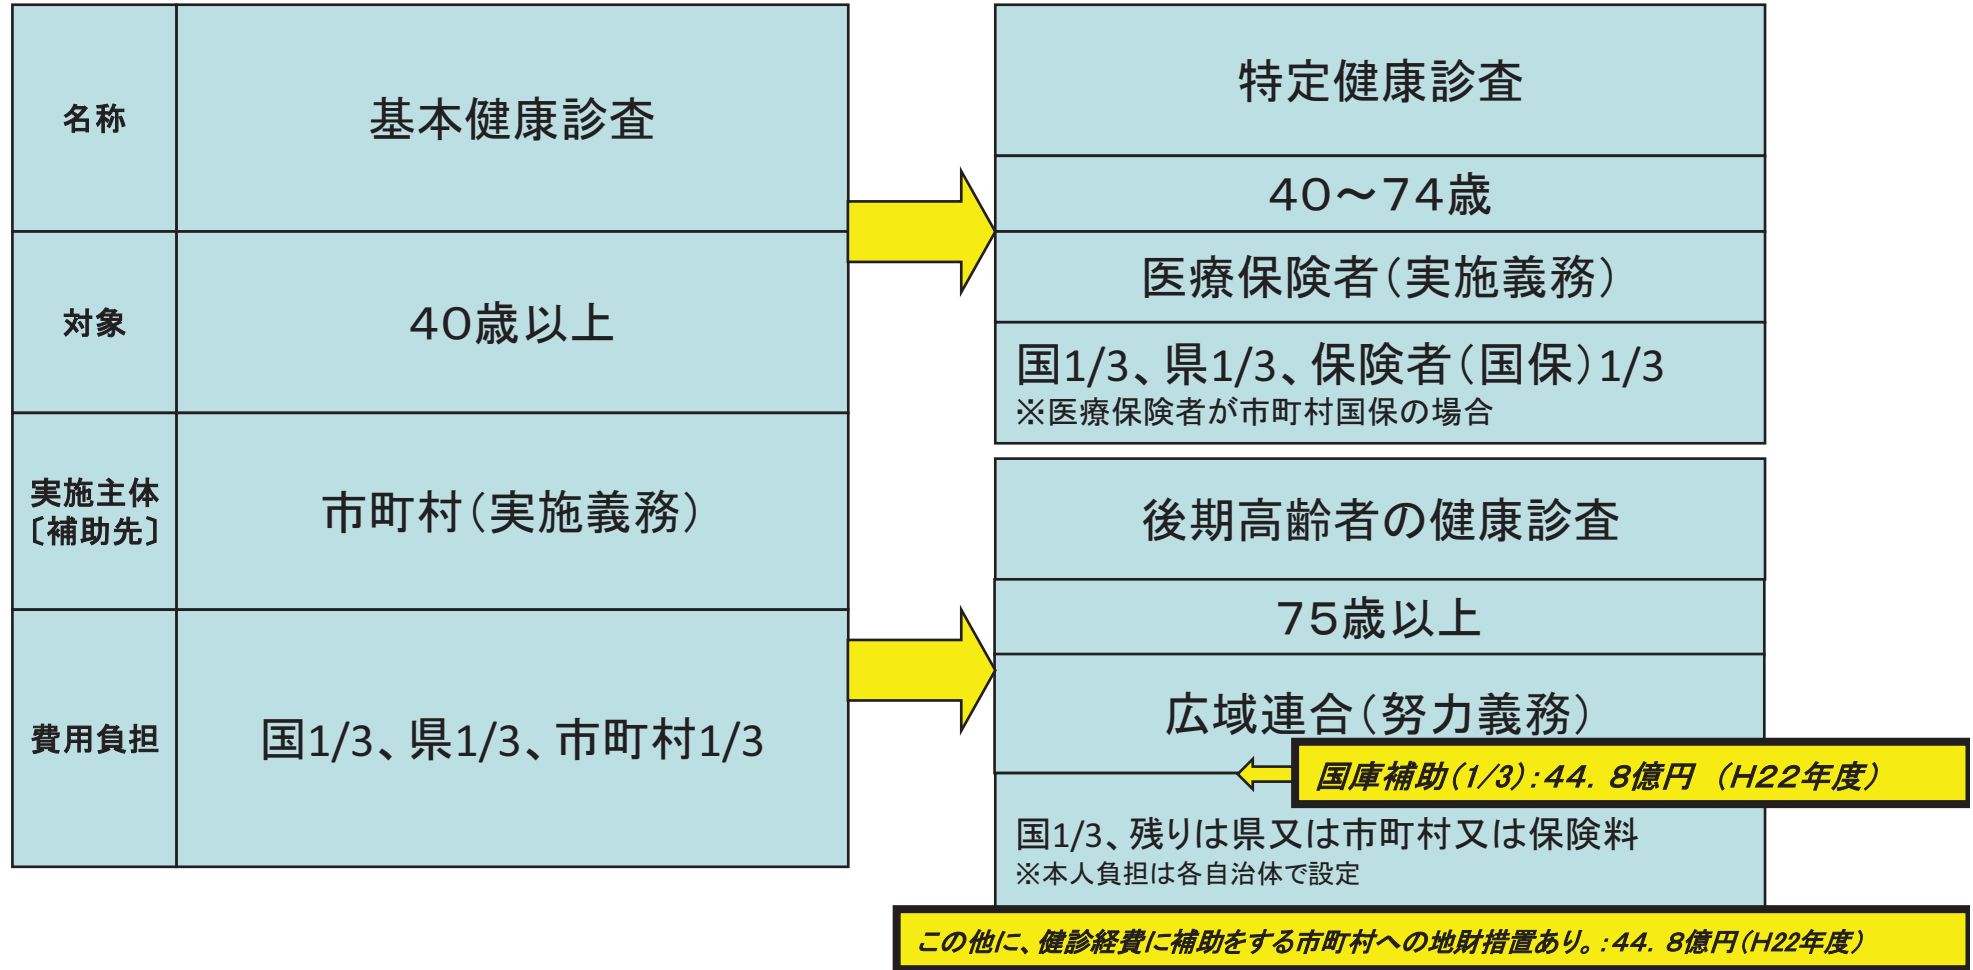 名称
基本健康診査
対象
40歳以上
実施主体
〔補助先〕
市町村(実施義務)
費用負担
国1/3、県1/3、市町村1/3
特定健康診査
40～74歳
医療保険者(実施義務)
国1/3、県1/3、保険者(国保)1/3
※医療保険者が市町村国保の場合
後期高齢者の健康診査
75歳以上
広域連合(努力義務)
国庫補助(1/3):44．8億円 (H22年度)
国1/3、残りは県又は市町村又は保険料
※本人負担は各自治体で設定
この他に、健診経費に補助をする市町村への地財措置あり。:44．8億円(H22年度)